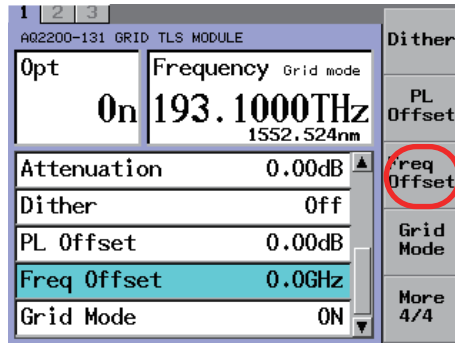 1 2 3
AQ2200-131 GRID TLS MODULE
Opt
On
Frequency Grid mode
193.1000THz
1552.524nm
Attenuation 0.00dB
Dither Off
PL Offset 0.00dB
Freq Offset 0.0GHz
Grid Mode ON
Dither
PL
Offset
Freq
Offset
Grid
Mode
More
4/4